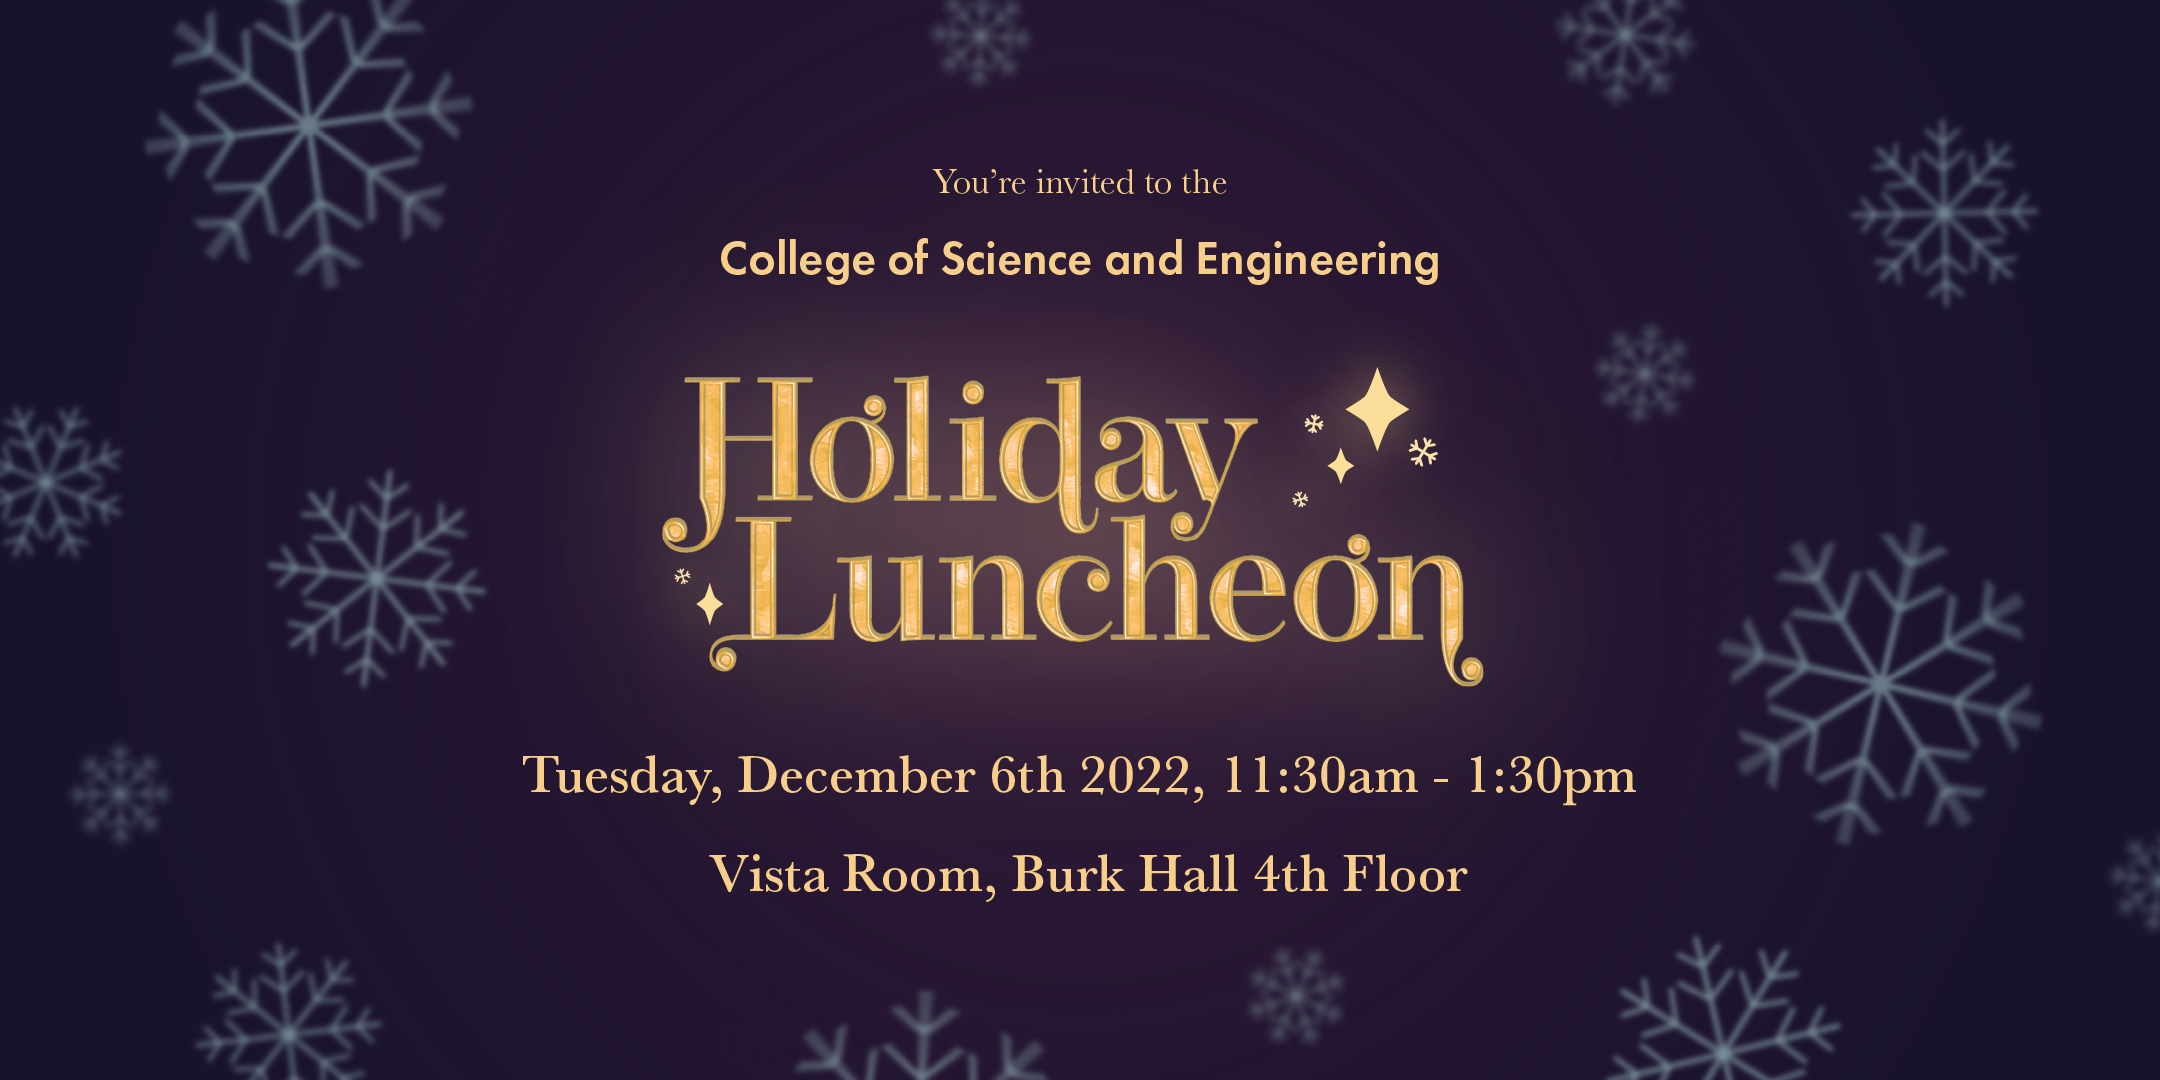 You’re invited to the
College of Science and Engineering
Holiday
Luncheon
Tuesday, December 6th 2022, 11:30am - 1:30pm
Vista Room, Burk Hall 4th Floor